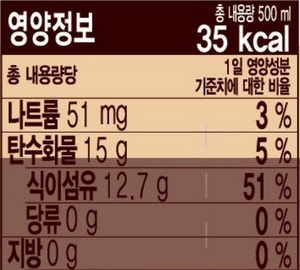 영양정보
총 내용량 500 ml
35 kcal
총 내용량당
1일 영양성분
기준치에 대한 비율
나트륨 51 mg 3 %
탄수화물 15 g 5 %
식이섬유 12.7 g 51 %
당류 0 g 0 %
지방 0 g 0 %